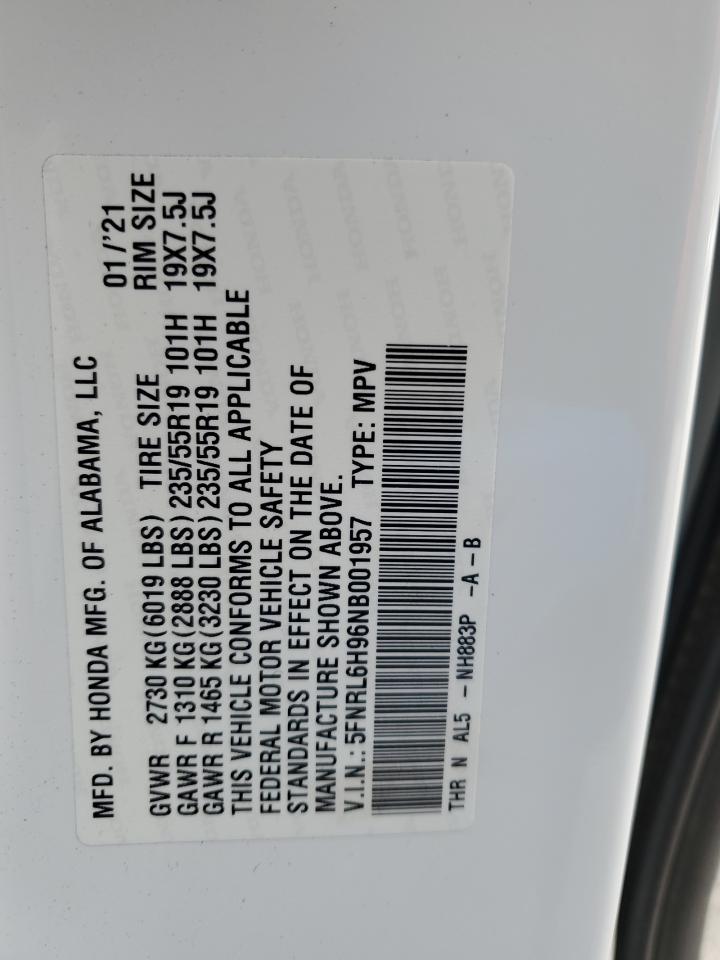 MFD. BY HONDA MFG. OF ALABAMA, LLC 01/'21
GVWR 2730 KG(6019 LBS) TIRE SIZE RIM SIZE
GAWR F 1310 KG(2888 LBS)235/55R19 101H 19X7.5J
GAWR R 1465 KG(3230 LBS)235/55R19 101H 19X7.5J
THIS VEHICLE CONFORMS TO ALL APPLICABLE
FEDERAL MOTOR VEHICLE SAFETY
STANDARDS IN EFFECT ON THE DATE OF
MANUFACTURE SHOWN ABOVE.
V.I.N.: 5FNRL6H96NB001957 TYPE: MPV
THR N AL5 -NH883P -A-B